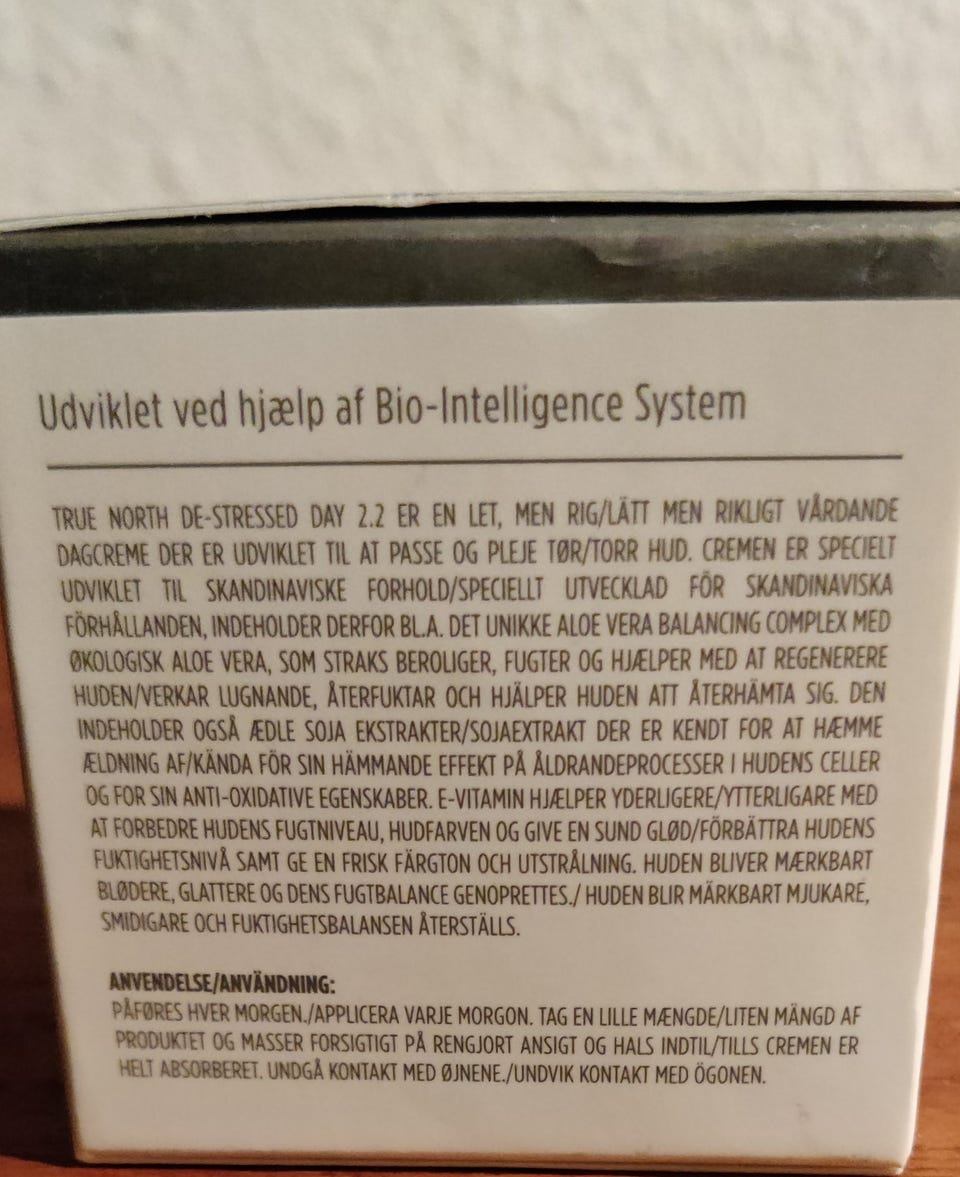 Udviklet ved hjælp af Bio-Intelligence System
TRUE NORTH DE-STRESSED DAY 2.2 ER EN LET, MEN RIG/LÄTT MEN RIKLIGT VÅRDANDE
DAGCREME DER ER UDVIKLET TIL AT PASSE OG PLEJE TØR/TORR HUD. CREMEN ER SPECIELT
UDVIKLET TIL SKANDINAVISKE FORHOLD/SPECIELLT UTVECKLAD FÖR SKANDINAVISKA
FÖRHÅLLANDEN, INDEHOLDER DERFOR BL.A. DET UNIKKE ALOE VERA BALANCING COMPLEX MED
ØKOLOGISK ALOE VERA, SOM STRAKS BEROLIGER, FUGTER OG HJÆLPER MED AT REGENERERE
HUDEN/VERKAR LUGNANDE, ÅTERFUKTAR OCH HJÄLPER HUDEN ATT ÅTERHÄMTA SIG. DEN
INDEHOLDER OGSÅ ÆDLE SOJA EKSTRAKTER/SOJAEXTRAKT DER ER KENDT FOR AT HÆMME
ÆLDNING AF/KÄNDA FÖR SIN HÄMMANDE EFFEKT PÅ ÅLDRANDEPROCESSER I HUDENS CELLER
OG FOR SIN ANTI-OXIDATIVE EGENSKABER. E-VITAMIN HJÆLPER YDERLIGERE/YTTERLIGARE MED
AT FORBEDRE HUDENS FUGTNIVEAU, HUDFARVEN OG GIVE EN SUND GLØD/FÖRBÄTTRA HUDENS
FUKTIGHETSNIVÅ SAMT GE EN FRISK FÄRGTON OCH UTSTRÅLNING. HUDEN BLIVER MÆRKBART
BLØDERE, GLATTERE OG DENS FUGTBALANCE GENOPRETTES./ HUDEN BLIR MÄRKBART MJUKARE,
SMIDIGARE OCH FUKTIGHETSBALANSEN ÅTERSTÄLLS.
ANVENDELSE/ANVÄNDNING:
PÅFØRES HVER MORGEN./APPLICERA VARJE MORGON. TAG EN LILLE MÆNGDE/LITEN MÄNGD AF
PRODUKTET OG MASSER FORSIGTIGT PÅ RENGJORT ANSIGT OG HALS INDTIL/TILLS CREMEN ER
HELT ABSORBERET. UNDGÅ KONTAKT MED ØJNENE./UNDVIK KONTAKT MED ÖGONEN.